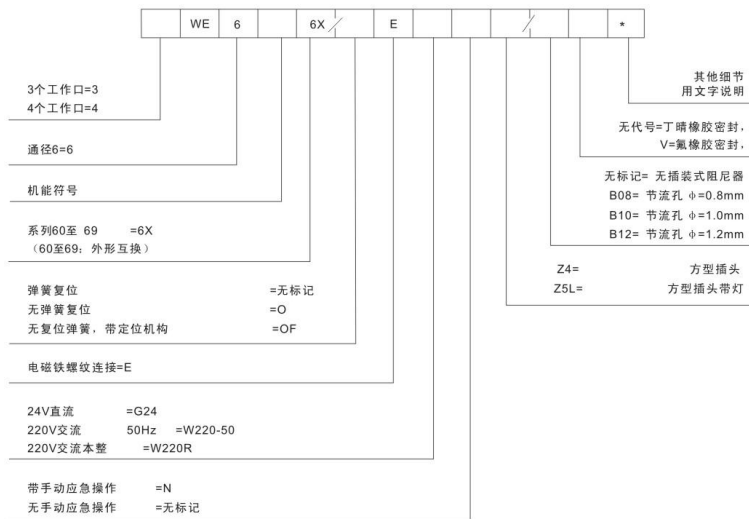 WE 6 6X / E / *
3个工作口=3
4个工作口=4
通径6=6
机能符号
系列60至 69 =6X
（60至69：外形互换）
弹簧复位 =无标记
无弹簧复位 =O
无复位弹簧，带定位机构 =OF
电磁铁螺纹连接=E
24V直流 =G24
220V交流 50Hz =W220-50
220V交流本整 =W220R
带手动应急操作 =N
无手动应急操作 =无标记
其他细节
用文字说明
无代号=丁晴橡胶密封，
V=氟橡胶密封，
无标记= 无插装式阻尼器
B08= 节流孔 φ=0.8mm
B10= 节流孔 φ=1.0mm
B12= 节流孔 φ=1.2mm
Z4= 方型插头
Z5L= 方型插头带灯